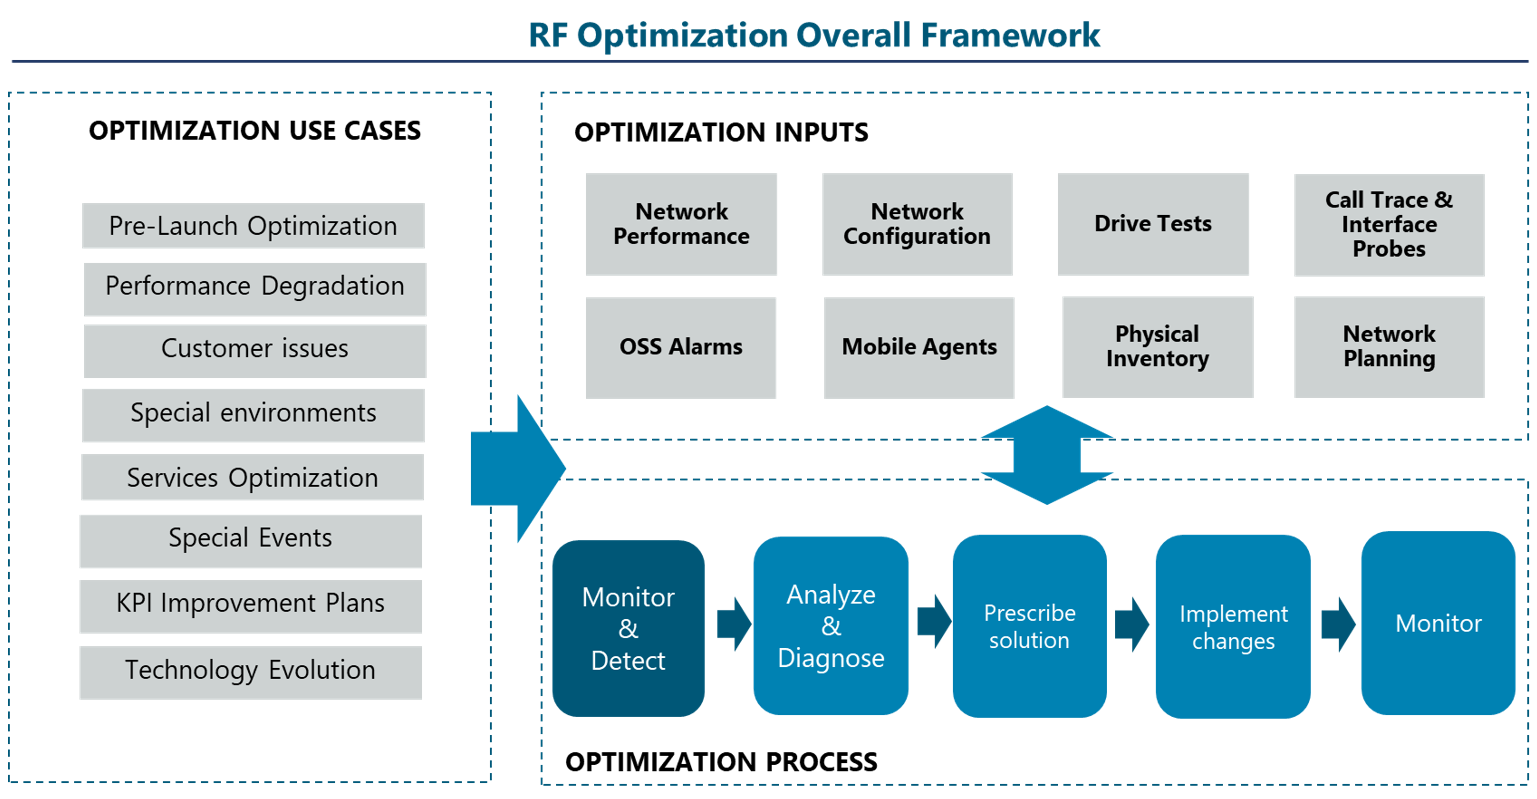 RF Optimization Overall Framework
OPTIMIZATION USE CASES
Pre-Launch Optimization
Performance Degradation
Customer issues
Special environments
Services Optimization
Special Events
KPI Improvement Plans
Technology Evolution
OPTIMIZATION INPUTS
Network
Performance
Network
Configuration
Drive Tests
Call Trace &
Interface
Probes
OSS Alarms
Mobile Agents
Physical
Inventory
Network
Planning
Monitor
&
Detect
Analyze
&
Diagnose
Prescribe
solution
Implement
changes
Monitor
OPTIMIZATION PROCESS